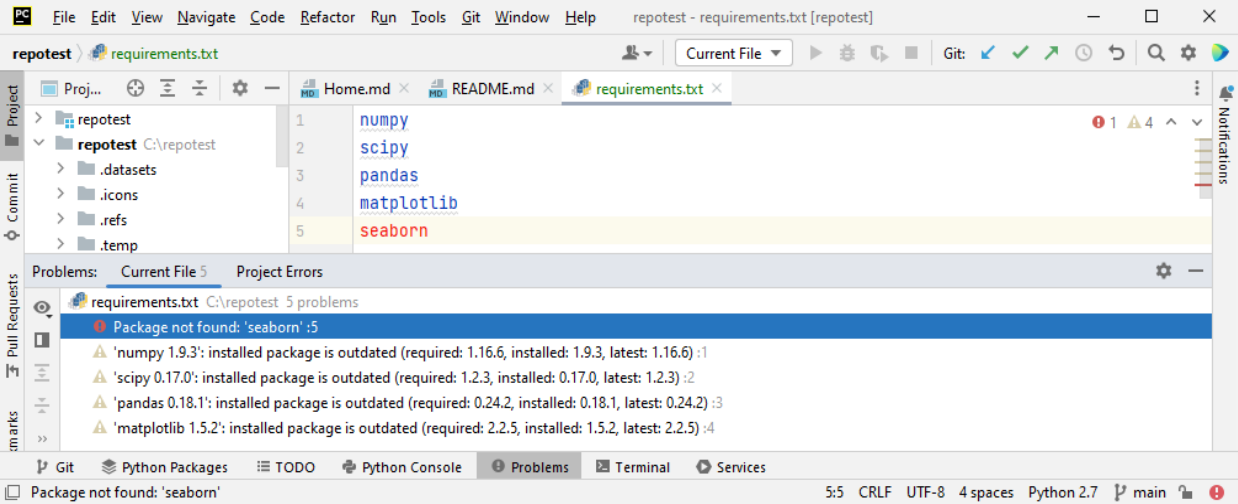 PC File Edit View Navigate Code Refactor Run Tools Git Window Help repotest - requirements.txt [repotest]
repotest requirements.txt Current File Git:
Project
Commit
Pull Requests
Proj...
repotest
repotest C:\repotest
.datasets
.icons
.refs
.temp
MD Home.md MD README.md requirements.txt
1 numpy
2 scipy
3 pandas
4 matplotlib
5 seaborn
1 4
Notifications
Problems: Current File 5 Project Errors
requirements.txt C:\repotest 5 problems
Package not found: 'seaborn' :5
'numpy 1.9.3': installed package is outdated (required: 1.16.6, installed: 1.9.3, latest: 1.16.6) :1
'scipy 0.17.0': installed package is outdated (required: 1.2.3, installed: 0.17.0, latest: 1.2.3) :2
'pandas 0.18.1': installed package is outdated (required: 0.24.2, installed: 0.18.1, latest: 0.24.2) :3
'matplotlib 1.5.2': installed package is outdated (required: 2.2.5, installed: 1.5.2, latest: 2.2.5) :4
Git Python Packages TODO Python Console Problems Terminal Services
Package not found: 'seaborn' 5:5 CRLF UTF-8 4 spaces Python 2.7 main